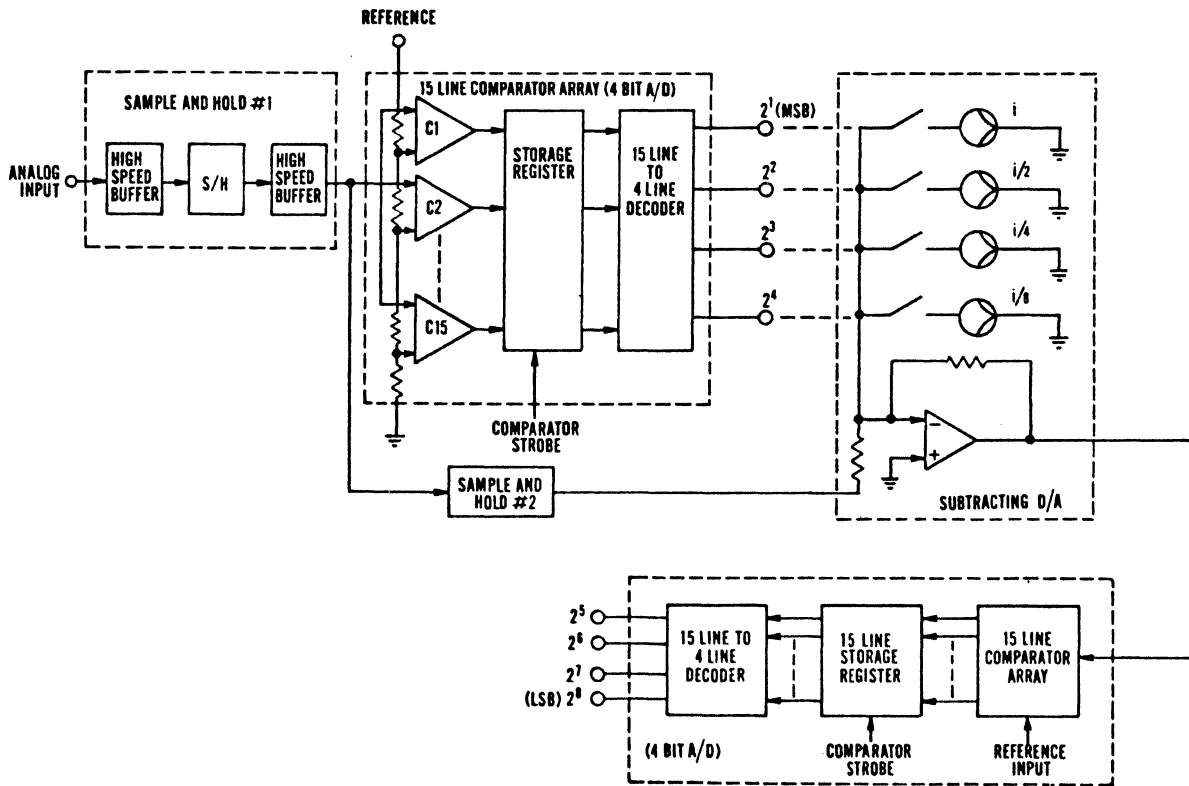 REFERENCE
SAMPLE AND HOLD #1
15 LINE COMPARATOR ARRAY (4 BIT A/D)
ANALOG
INPUT
HIGH
SPEED
BUFFER
S/H
HIGH
SPEED
BUFFER
C1
C2
C15
STORAGE
REGISTER
15 LINE
TO
4 LINE
DECODER
2¹ (MSB)
2²
2³
2⁴
i
i/2
i/4
i/8
COMPARATOR
STROBE
SAMPLE AND
HOLD #2
−
+
SUBTRACTING D/A
2⁵
2⁶
2⁷
(LSB) 2⁸
15 LINE TO
4 LINE
DECODER
15 LINE
STORAGE
REGISTER
15 LINE
COMPARATOR
ARRAY
(4 BIT A/D)
COMPARATOR
STROBE
REFERENCE
INPUT